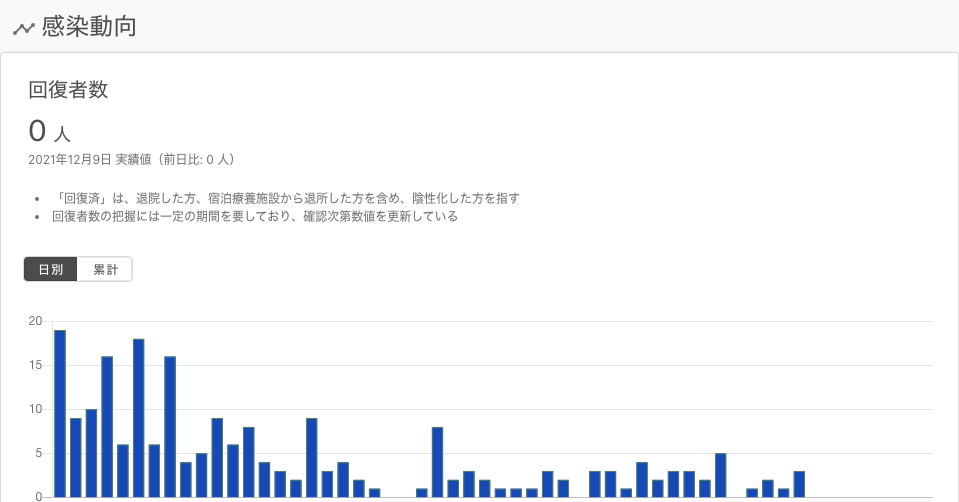 感染動向
回復者数
0 人
2021年12月9日 実績値（前日比: 0 人）
「回復済」は、退院した方、宿泊療養施設から退所した方を含め、陰性化した方を指す
回復者数の把握には一定の期間を要しており、確認次第数値を更新している
日別 累計
20
15
10
5
0